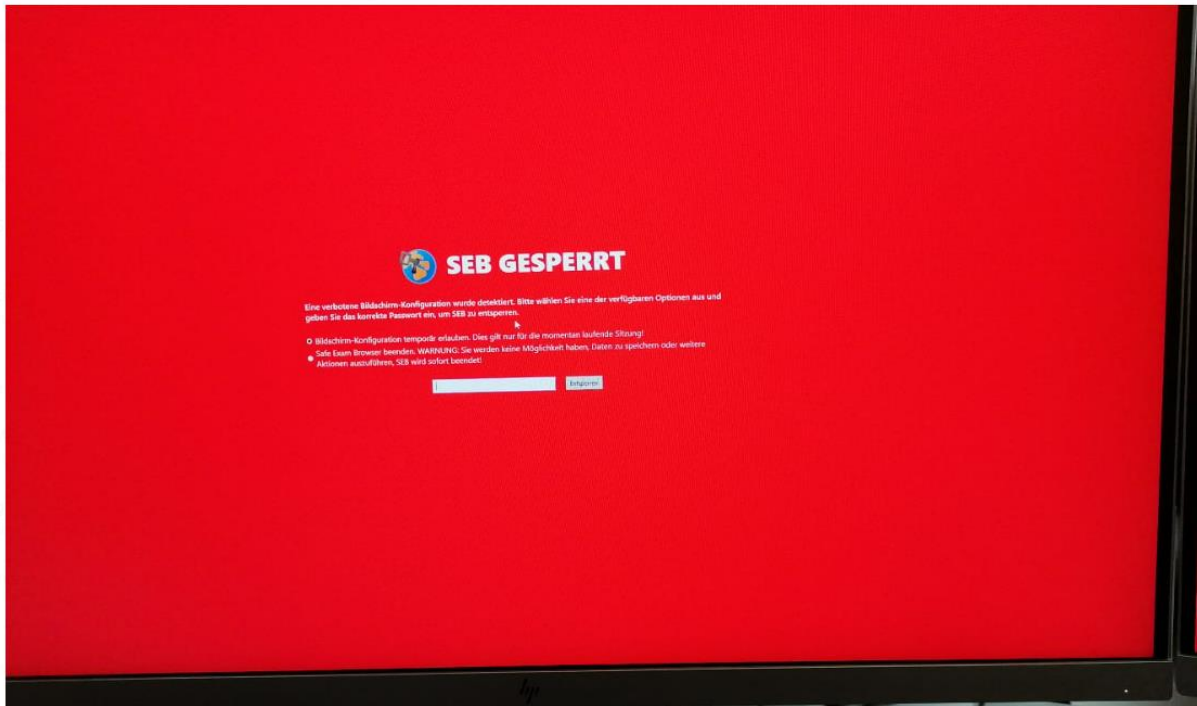 SEB GESPERRT
Eine verbotene Bildschirm-Konfiguration wurde detektiert. Bitte wählen Sie eine der verfügbaren Optionen aus und
geben Sie das korrekte Passwort ein, um SEB zu entsperren.
Bildschirm-Konfiguration temporär erlauben. Dies gilt nur für die momentan laufende Sitzung!
Safe Exam Browser beenden. WARNUNG: Sie werden keine Möglichkeit haben, Daten zu speichern oder weitere
Aktionen auszuführen, SEB wird sofort beendet!
Entsperren
hp